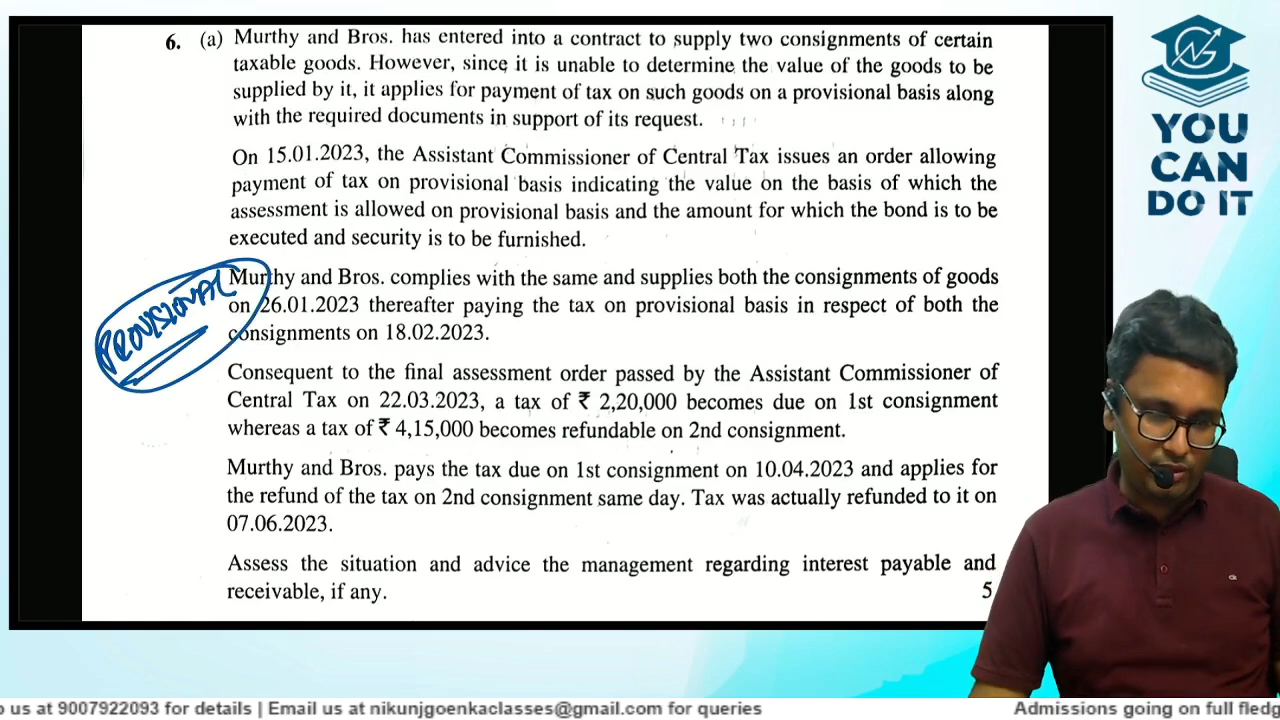 6. (a) Murthy and Bros. has entered into a contract to supply two consignments of certain
taxable goods. However, since it is unable to determine the value of the goods to be
supplied by it, it applies for payment of tax on such goods on a provisional basis along
with the required documents in support of its request.
On 15.01.2023, the Assistant Commissioner of Central Tax issues an order allowing
payment of tax on provisional basis indicating the value on the basis of which the
assessment is allowed on provisional basis and the amount for which the bond is to be
executed and security is to be furnished.
Murthy and Bros. complies with the same and supplies both the consignments of goods
on 26.01.2023 thereafter paying the tax on provisional basis in respect of both the
consignments on 18.02.2023.
PROVISIONAL
Consequent to the final assessment order passed by the Assistant Commissioner of
Central Tax on 22.03.2023, a tax of ₹ 2,20,000 becomes due on 1st consignment
whereas a tax of ₹ 4,15,000 becomes refundable on 2nd consignment.
Murthy and Bros. pays the tax due on 1st consignment on 10.04.2023 and applies for
the refund of the tax on 2nd consignment same day. Tax was actually refunded to it on
07.06.2023.
Assess the situation and advice the management regarding interest payable and
receivable, if any. 5
YOU
CAN
DO IT
us at 9007922093 for details | Email us at nikunjgoenkaclasses@gmail.com for queries
Admissions going on full